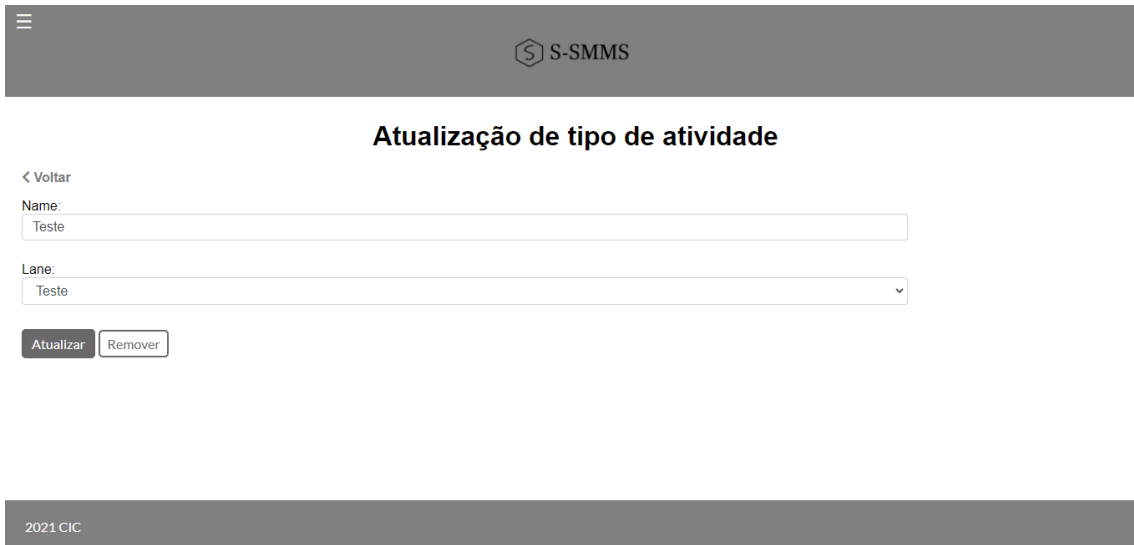 S-SMMS
Atualização de tipo de atividade
Voltar
Name:
Teste
Lane:
Teste
Atualizar Remover
2021 CIC